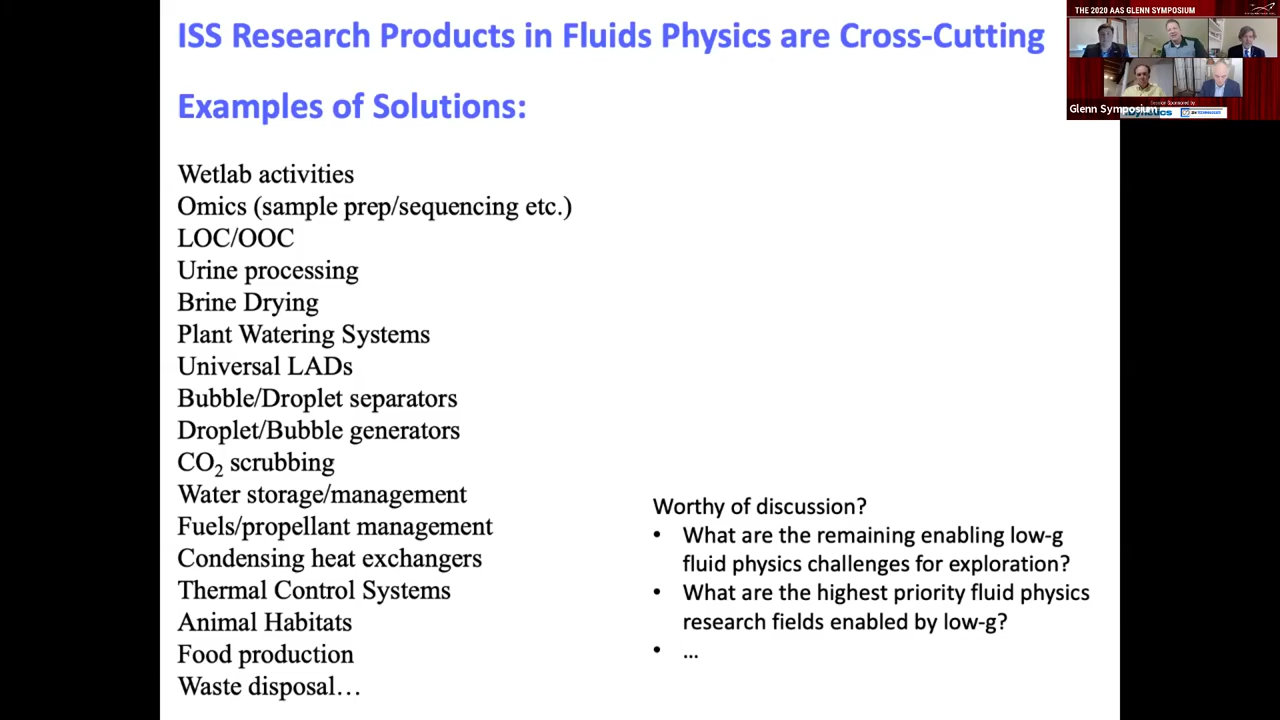 ISS Research Products in Fluids Physics are Cross-Cutting
Examples of Solutions:
Wetlab activities
Omics (sample prep/sequencing etc.)
LOC/OOC
Urine processing
Brine Drying
Plant Watering Systems
Universal LADs
Bubble/Droplet separators
Droplet/Bubble generators
CO₂ scrubbing
Water storage/management
Fuels/propellant management
Condensing heat exchangers
Thermal Control Systems
Animal Habitats
Food production
Waste disposal…
Worthy of discussion?
• What are the remaining enabling low-g
fluid physics challenges for exploration?
• What are the highest priority fluid physics
research fields enabled by low-g?
• …
THE 2020 AAS GLENN SYMPOSIUM
Session Sponsored by
Glenn Symposium